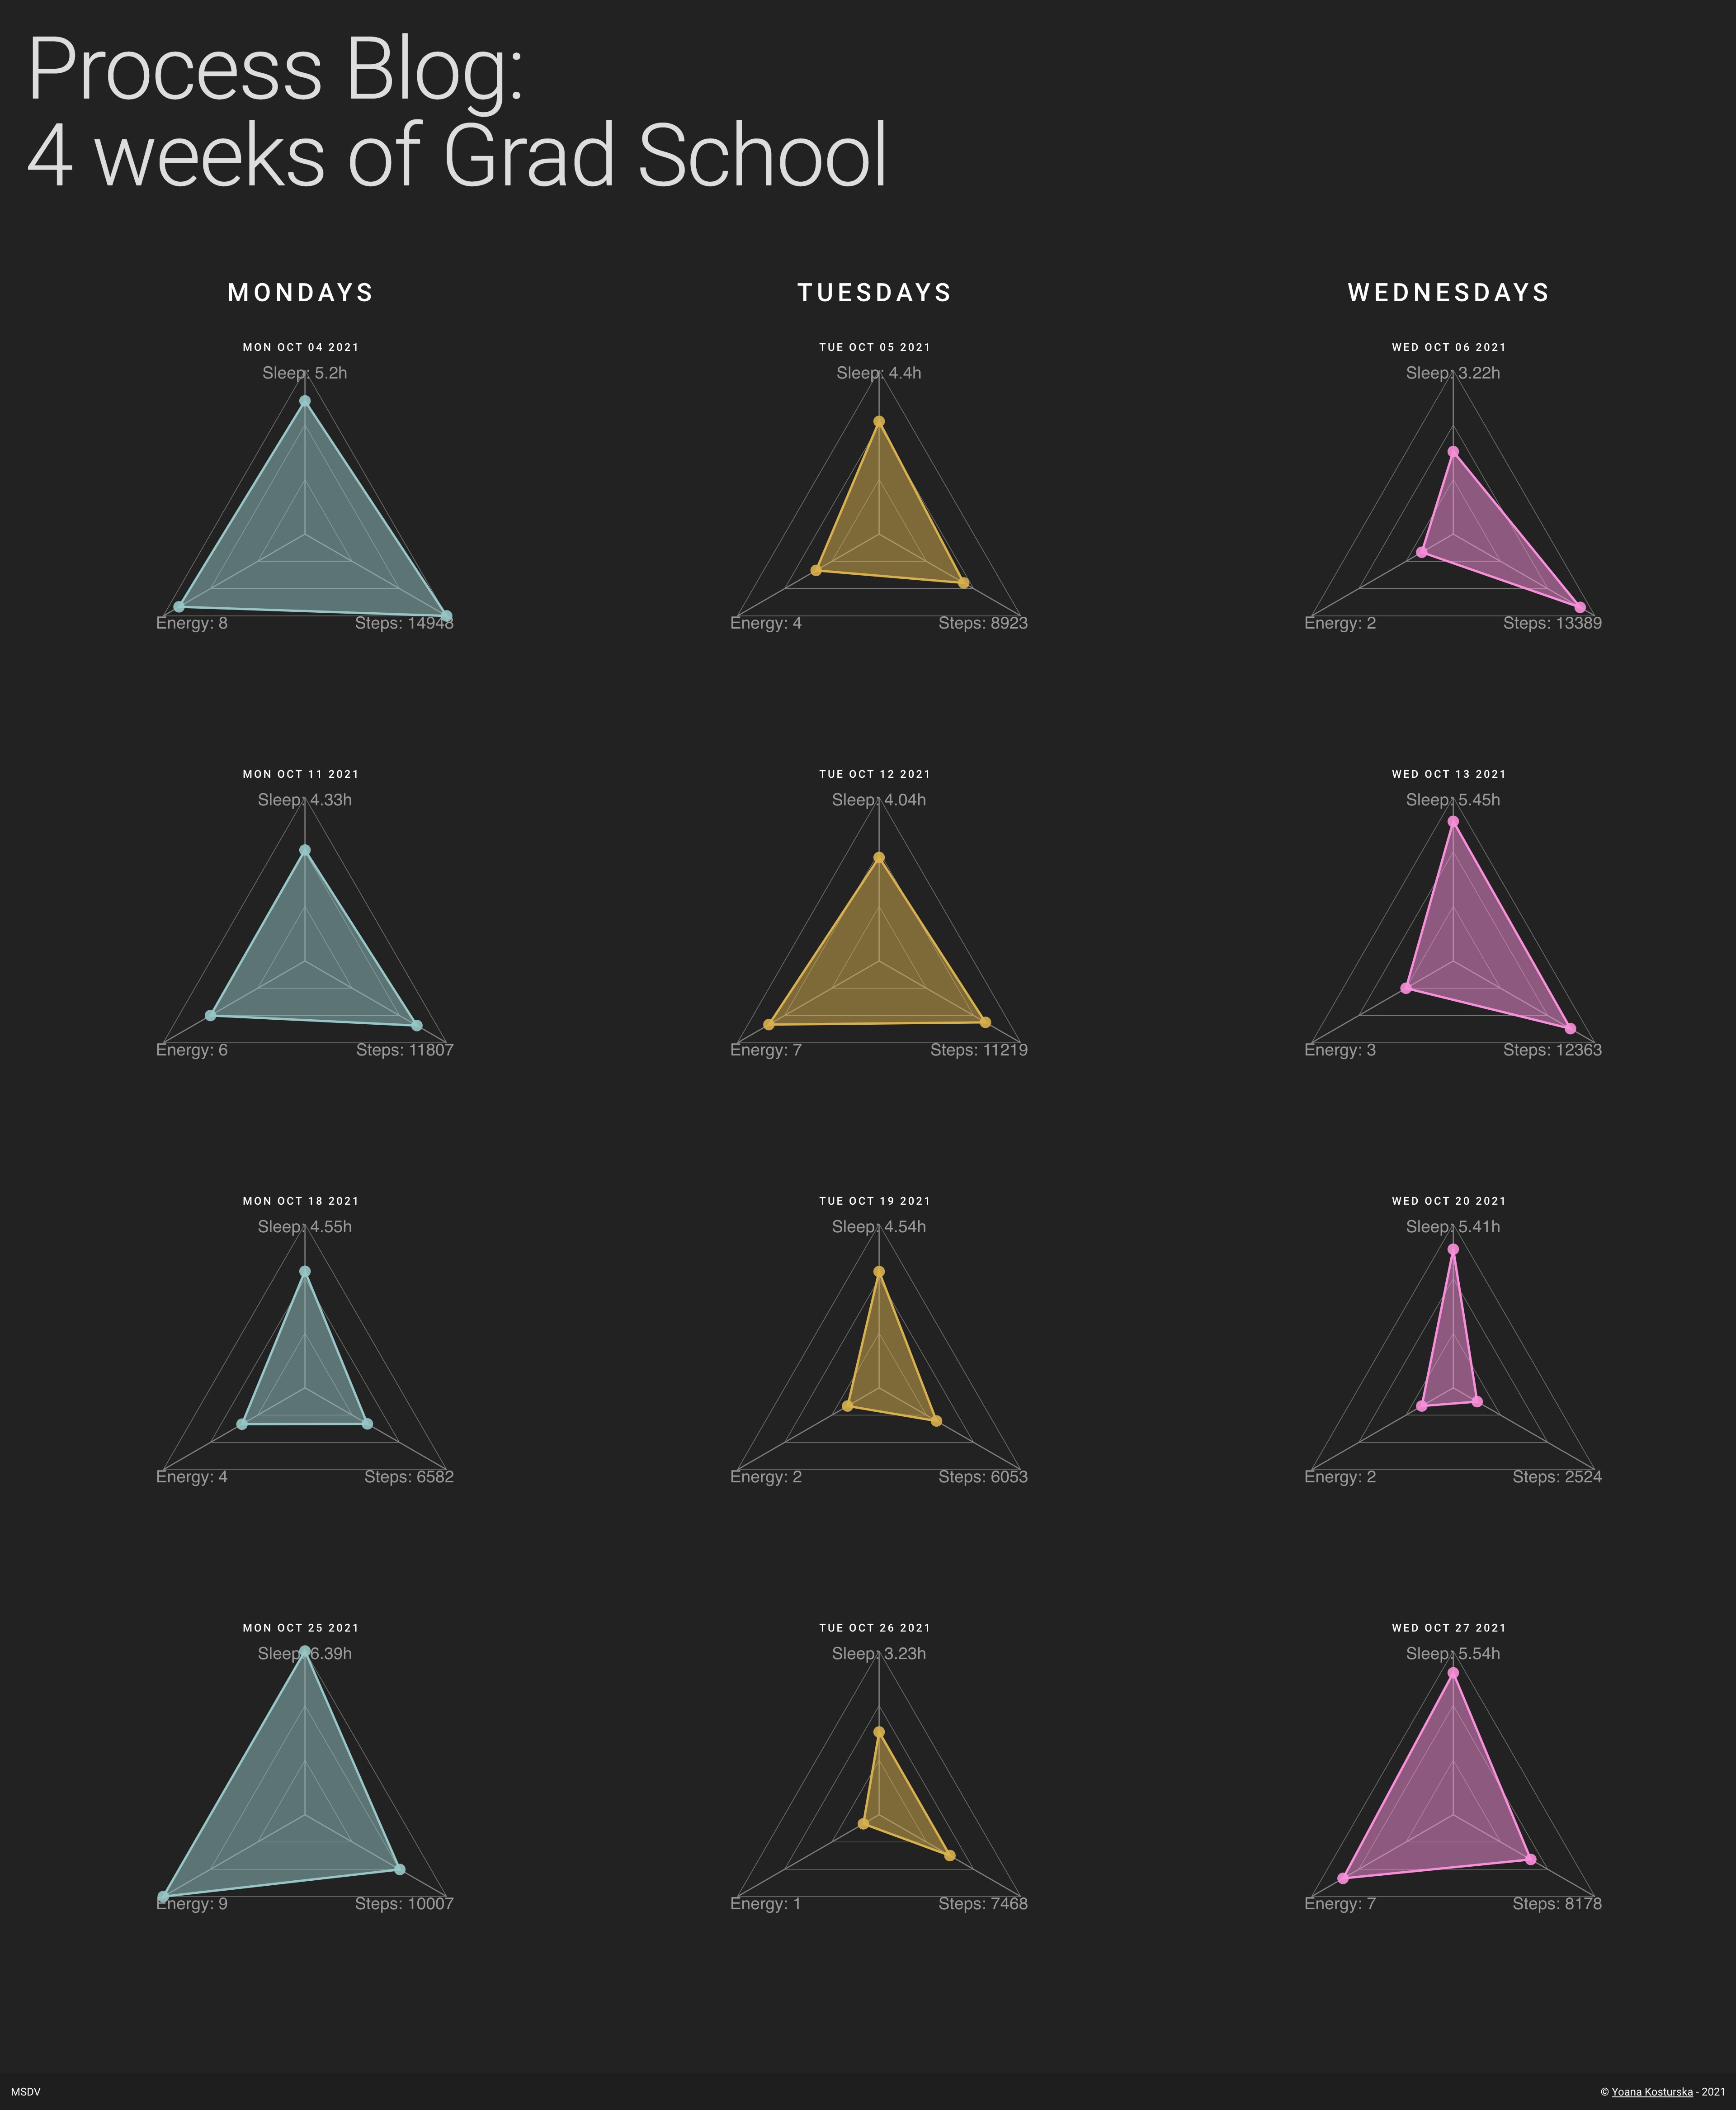 Process Blog:
4 weeks of Grad School
MONDAYS
TUESDAYS
WEDNESDAYS
MON OCT 04 2021
Sleep: 5.2h
Energy: 8
Steps: 14948
TUE OCT 05 2021
Sleep: 4.4h
Energy: 4
Steps: 8923
WED OCT 06 2021
Sleep: 3.22h
Energy: 2
Steps: 13389
MON OCT 11 2021
Sleep: 4.33h
Energy: 6
Steps: 11807
TUE OCT 12 2021
Sleep: 4.04h
Energy: 7
Steps: 11219
WED OCT 13 2021
Sleep: 5.45h
Energy: 3
Steps: 12363
MON OCT 18 2021
Sleep: 4.55h
Energy: 4
Steps: 6582
TUE OCT 19 2021
Sleep: 4.54h
Energy: 2
Steps: 6053
WED OCT 20 2021
Sleep: 5.41h
Energy: 2
Steps: 2524
MON OCT 25 2021
Sleep: 6.39h
Energy: 9
Steps: 10007
TUE OCT 26 2021
Sleep: 3.23h
Energy: 1
Steps: 7468
WED OCT 27 2021
Sleep: 5.54h
Energy: 7
Steps: 8178
MSDV
© Yoana Kosturska - 2021